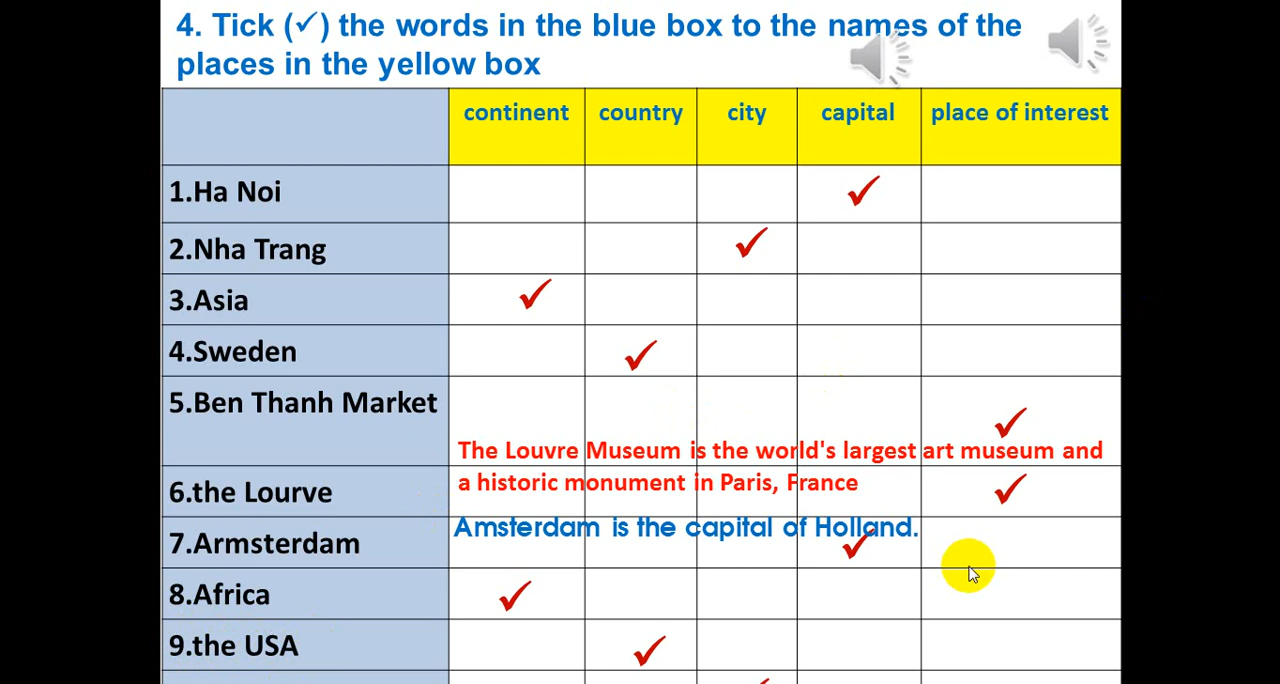 4. Tick (✓) the words in the blue box to the names of the
places in the yellow box
continent country city capital place of interest
1.Ha Noi ✓
2.Nha Trang ✓
3.Asia ✓
4.Sweden ✓
5.Ben Thanh Market ✓
The Louvre Museum is the world's largest art museum and
a historic monument in Paris, France
6.the Lourve ✓
Amsterdam is the capital of Holland.
7.Armsterdam ✓
8.Africa ✓
9.the USA ✓